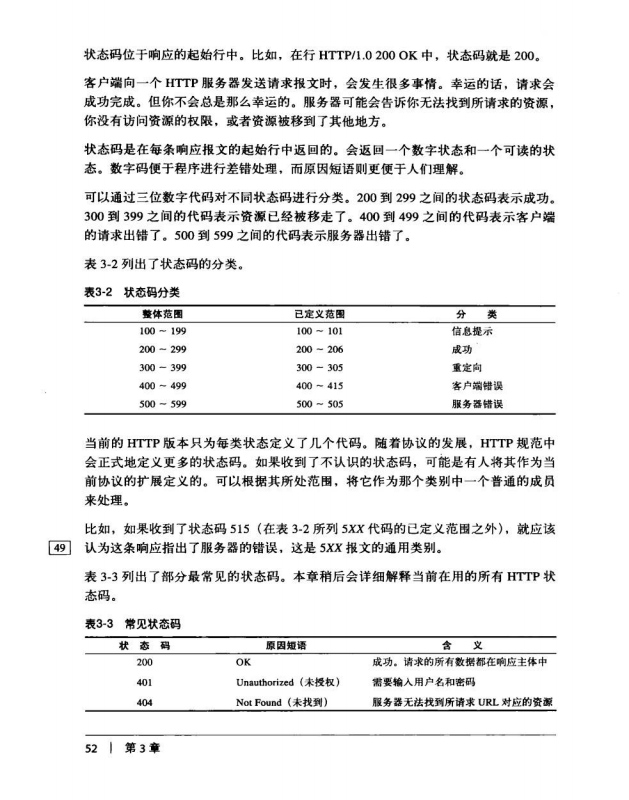 状态码位于响应的起始行中。比如，在行 HTTP/1.0 200 OK 中，状态码就是 200。
客户端向一个 HTTP 服务器发送请求报文时，会发生很多事情。幸运的话，请求会
成功完成。但你不会总是那么幸运的。服务器可能会告诉你无法找到所请求的资源，
你没有访问资源的权限，或者资源被移到了其他地方。
状态码是在每条响应报文的起始行中返回的。会返回一个数字状态和一个可读的状
态。数字码便于程序进行差错处理，而原因短语则更便于人们理解。
可以通过三位数字代码对不同状态码进行分类。200 到 299 之间的状态码表示成功。
300 到 399 之间的代码表示资源已经被移走了。400 到 499 之间的代码表示客户端
的请求出错了。500 到 599 之间的代码表示服务器出错了。
表 3-2 列出了状态码的分类。
表3-2 状态码分类
整体范围 已定义范围 分 类
100 ~ 199 100 ~ 101 信息提示
200 ~ 299 200 ~ 206 成功
300 ~ 399 300 ~ 305 重定向
400 ~ 499 400 ~ 415 客户端错误
500 ~ 599 500 ~ 505 服务器错误
当前的 HTTP 版本只为每类状态定义了几个代码。随着协议的发展，HTTP 规范中
会正式地定义更多的状态码。如果收到了不认识的状态码，可能是有人将其作为当
前协议的扩展定义的。可以根据其所处范围，将它作为那个类别中一个普通的成员
来处理。
比如，如果收到了状态码 515（在表 3-2 所列 5XX 代码的已定义范围之外），就应该
49 认为这条响应指出了服务器的错误，这是 5XX 报文的通用类别。
表 3-3 列出了部分最常见的状态码。本章稍后会详细解释当前在用的所有 HTTP 状
态码。
表3-3 常见状态码
状 态 码 原因短语 含 义
200 OK 成功。请求的所有数据都在响应主体中
401 Unauthorized（未授权） 需要输入用户名和密码
404 Not Found（未找到） 服务器无法找到所请求 URL 对应的资源
52 | 第 3 章